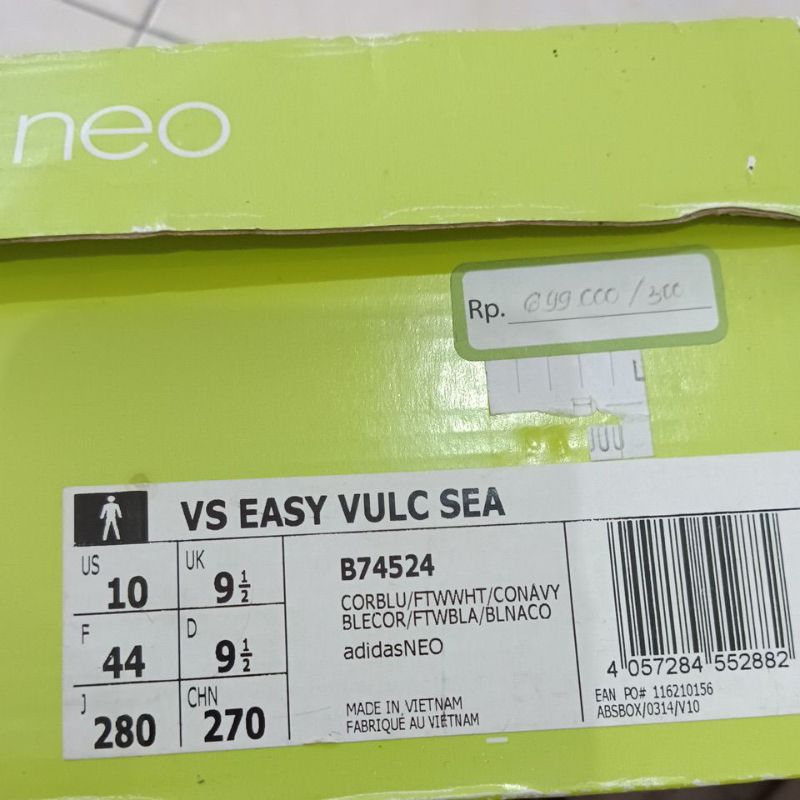 neo
Rp. 699.000 / 300
VS EASY VULC SEA
US 10
UK 9 1/2
F 44
D 9 1/2
J 280
CHN 270
B74524
CORBLU/FTWWHT/CONAVY
BLECOR/FTWBLA/BLNACO
adidasNEO
MADE IN VIETNAM
FABRIQUÉ AU VIETNAM
4 057284 552882
EAN PO# 116210156
ABSBOX/0314/V10